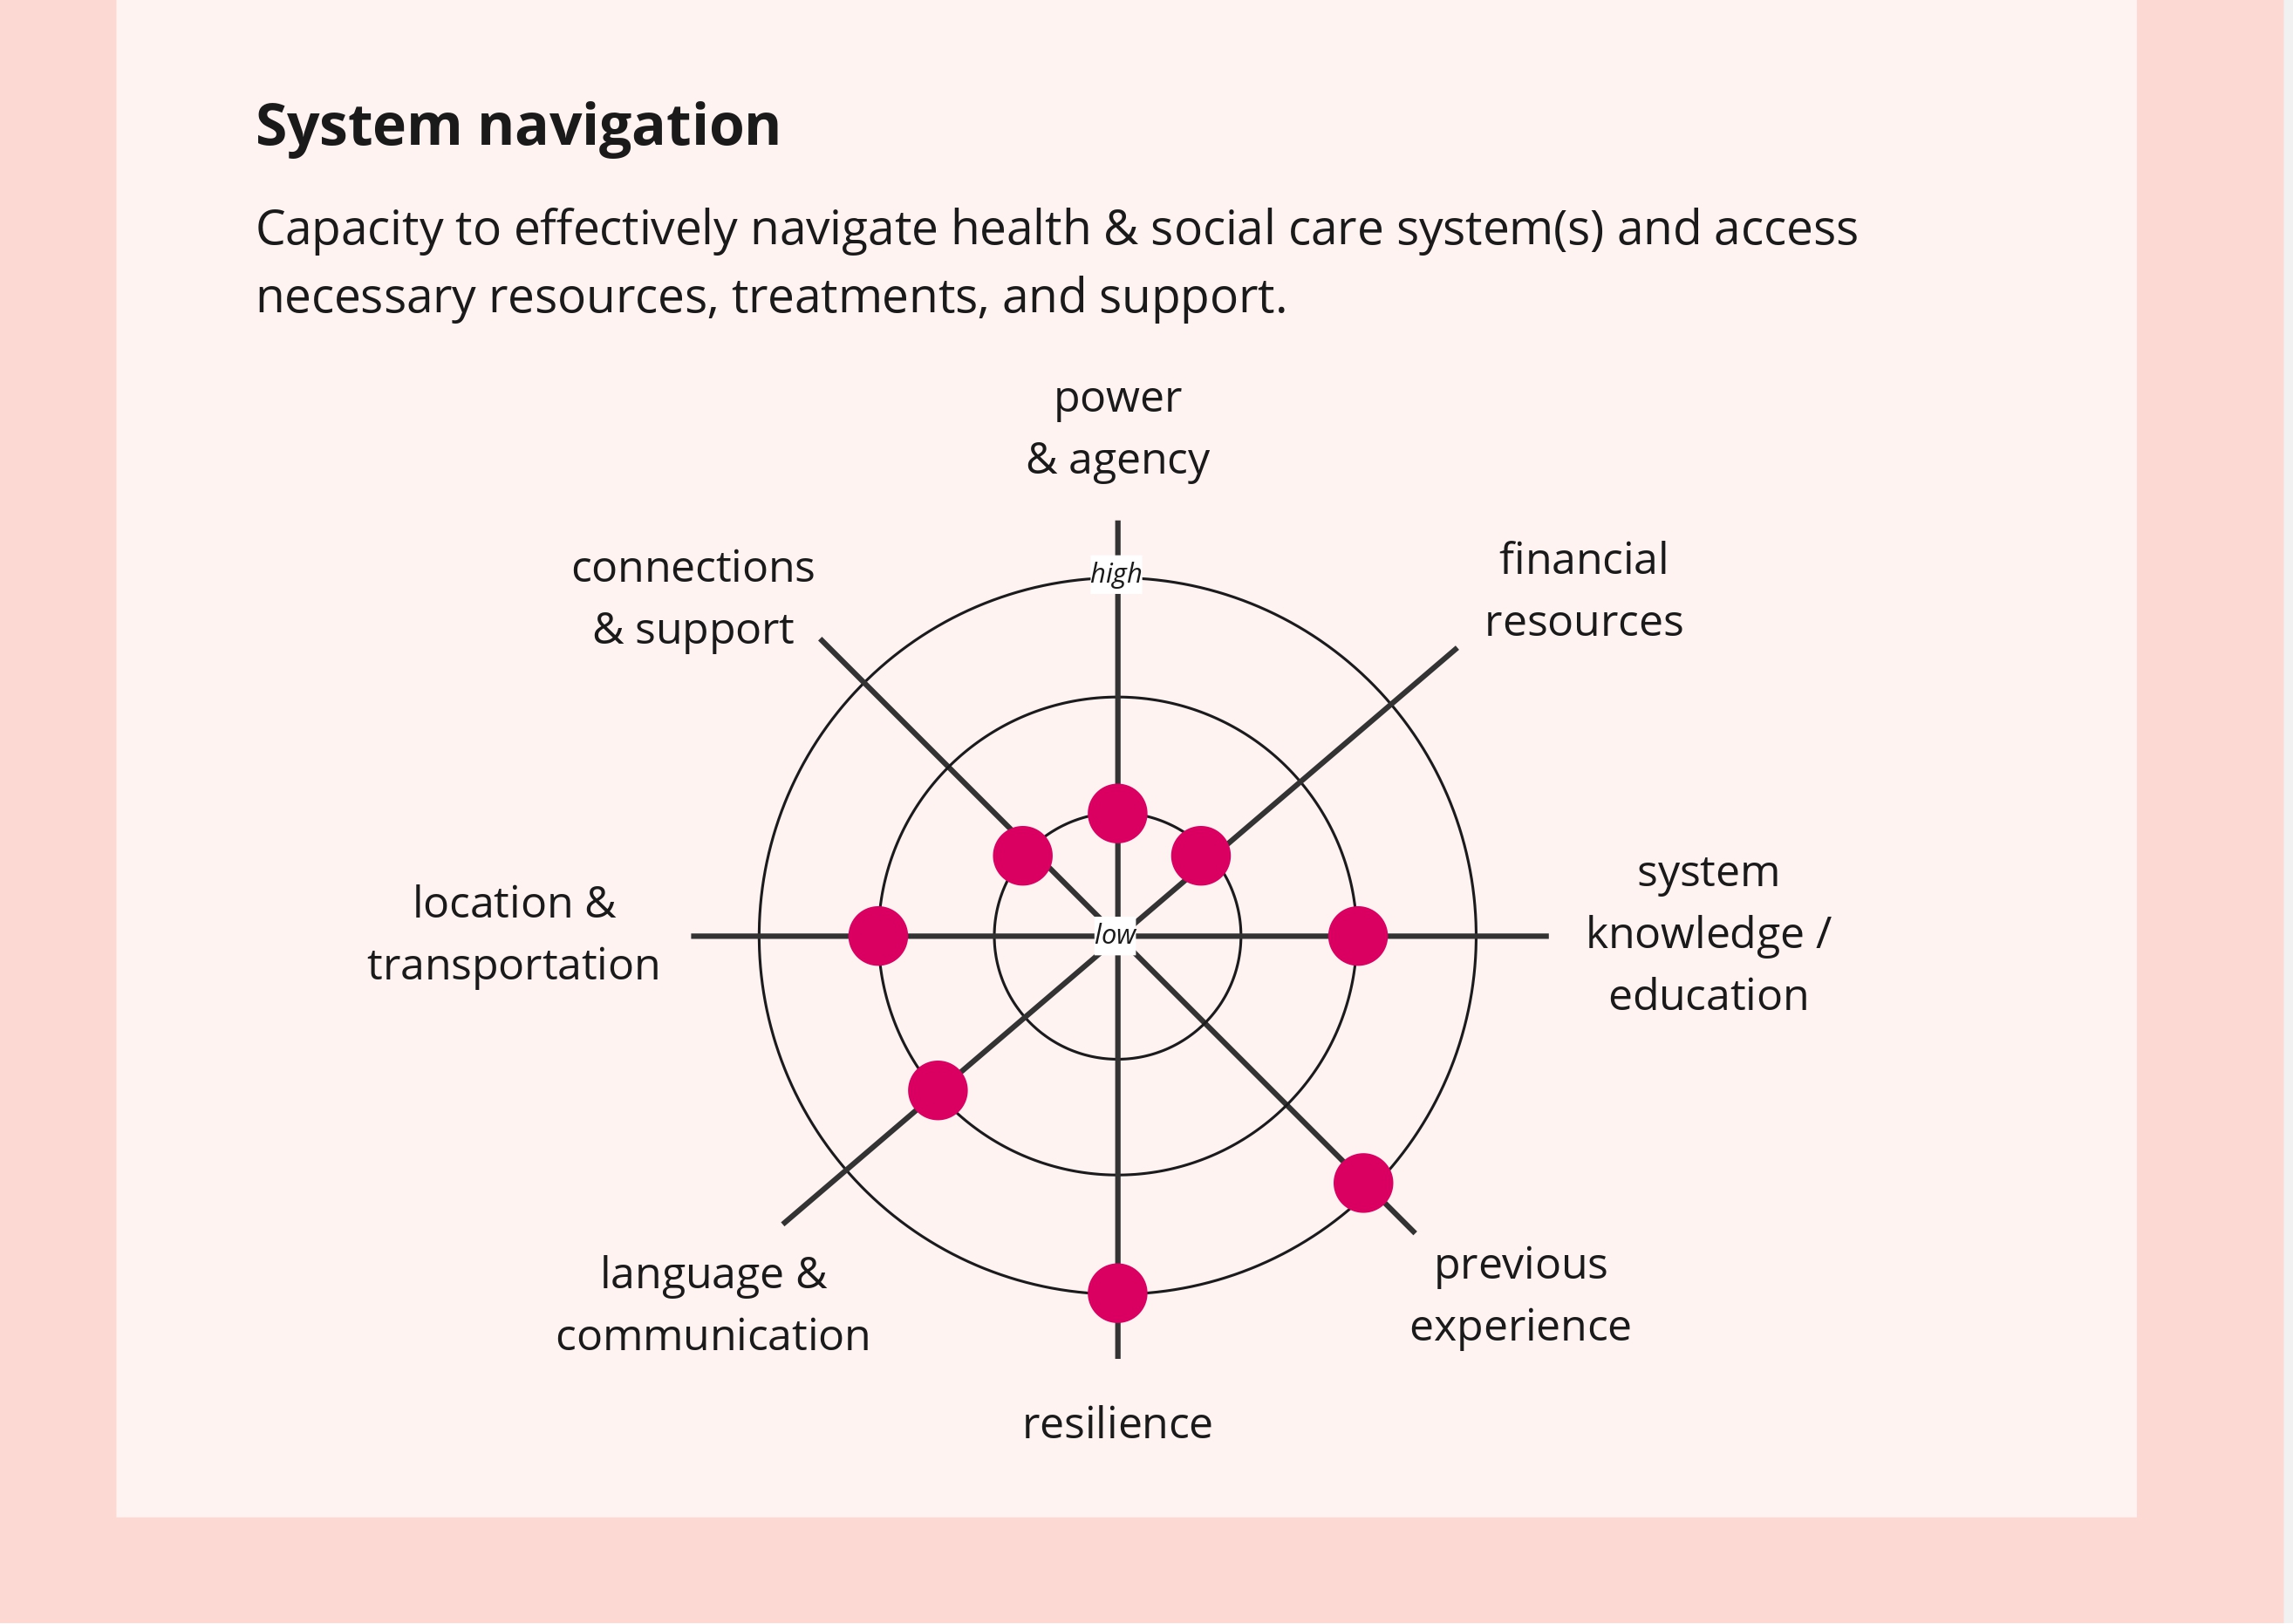 System navigation
Capacity to effectively navigate health & social care system(s) and access
necessary resources, treatments, and support.
power
& agency
connections
& support
financial
resources
high
location &
transportation
low
system
knowledge /
education
language &
communication
previous
experience
resilience